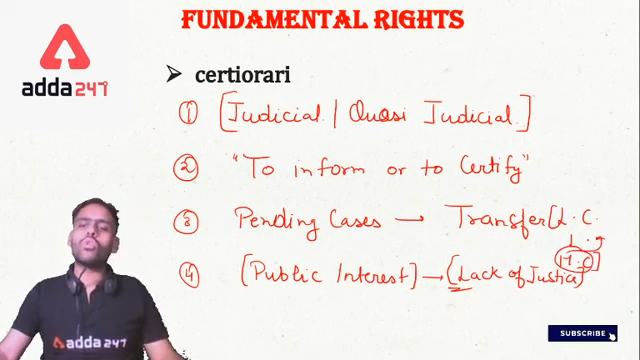 FUNDAMENTAL RIGHTS
adda247
➤ certiorari
① [Judicial | Quasi Judicial]
② "To inform or to Certify"
③ Pending Cases → Transfer [L.C.
H.C]
④ [Public Interest] → (Lack of Justice)
adda247
SUBSCRIBE